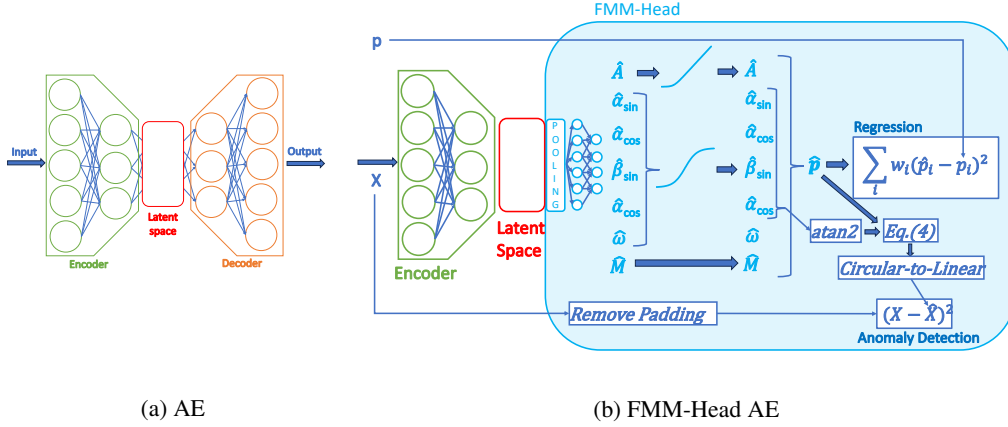 Input
Output
Latent
space
Encoder
Decoder
(a) AE
FMM-Head
p
X
Encoder
Latent
Space
POOLING
Â
α̂sin
α̂cos
β̂sin
α̂cos
ω̂
M̂
Â
α̂sin
α̂cos
β̂sin
α̂cos
ω̂
M̂
p̂
Regression
∑i wi(p̂i − pi)²
atan2
Eq.(4)
Circular-to-Linear
Remove Padding
(X − X̂)²
Anomaly Detection
(b) FMM-Head AE